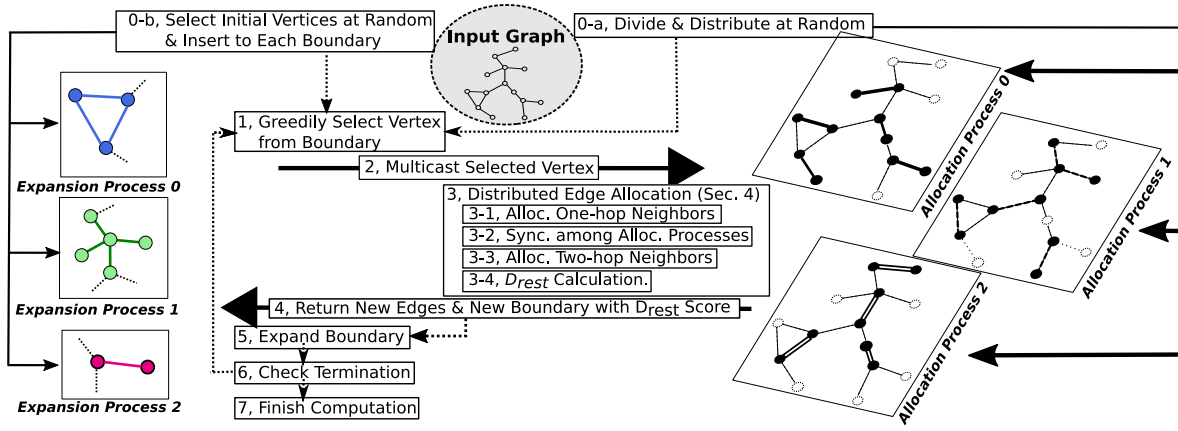 0-b, Select Initial Vertices at Random
& Insert to Each Boundary
Input Graph
0-a, Divide & Distribute at Random
1, Greedily Select Vertex
from Boundary
2, Multicast Selected Vertex
3, Distributed Edge Allocation (Sec. 4)
3-1, Alloc. One-hop Neighbors
3-2, Sync. among Alloc. Processes
3-3, Alloc. Two-hop Neighbors
3-4, Drest Calculation.
4, Return New Edges & New Boundary with Drest Score
5, Expand Boundary
6, Check Termination
7, Finish Computation
Expansion Process 0
Expansion Process 1
Expansion Process 2
Allocation Process 0
Allocation Process 1
Allocation Process 2